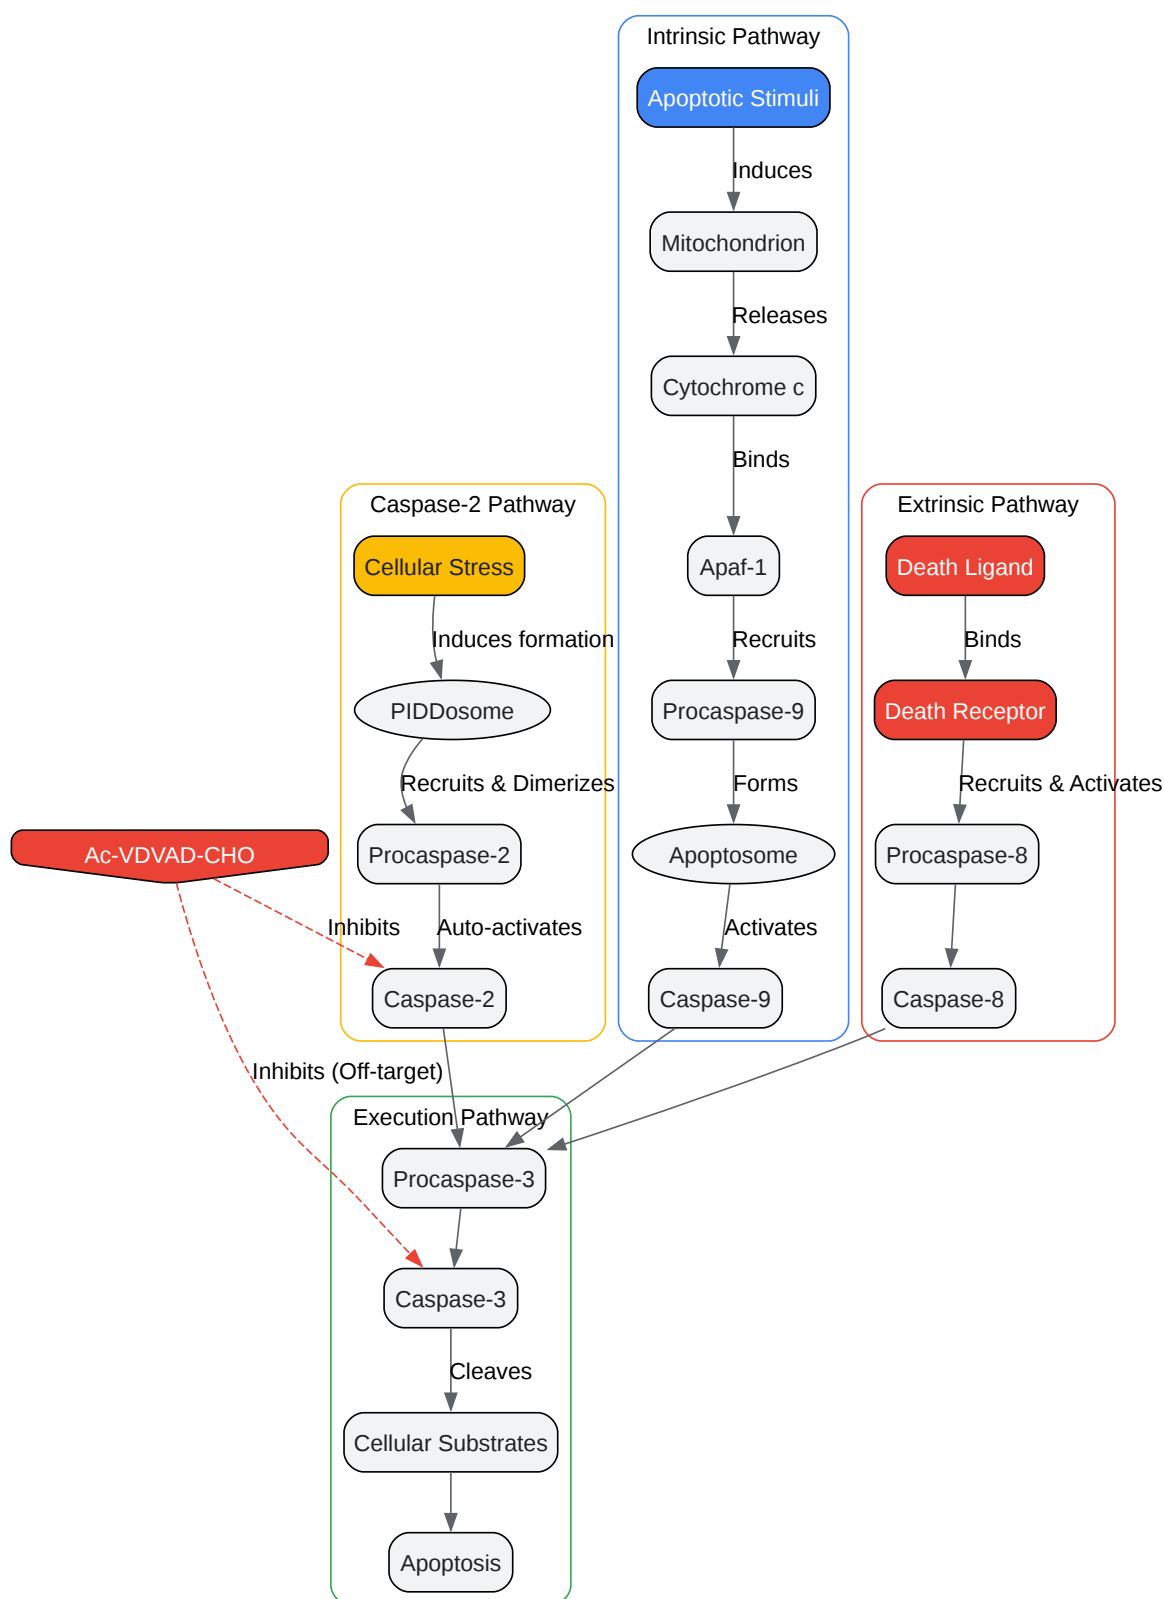 Intrinsic Pathway
Apoptotic Stimuli
Induces
Mitochondrion
Releases
Cytochrome c
Binds
Caspase-2 Pathway
Extrinsic Pathway
Cellular Stress
Apaf-1
Death Ligand
Induces formation
Recruits
Binds
PIDDosome
Procaspase-9
Death Receptor
Recruits & Dimerizes
Forms
Recruits & Activates
Ac-VDVAD-CHO
Procaspase-2
Apoptosome
Procaspase-8
Inhibits
Auto-activates
Activates
Caspase-2
Caspase-9
Caspase-8
Inhibits (Off-target)
Execution Pathway
Procaspase-3
Caspase-3
Cleaves
Cellular Substrates
Apoptosis